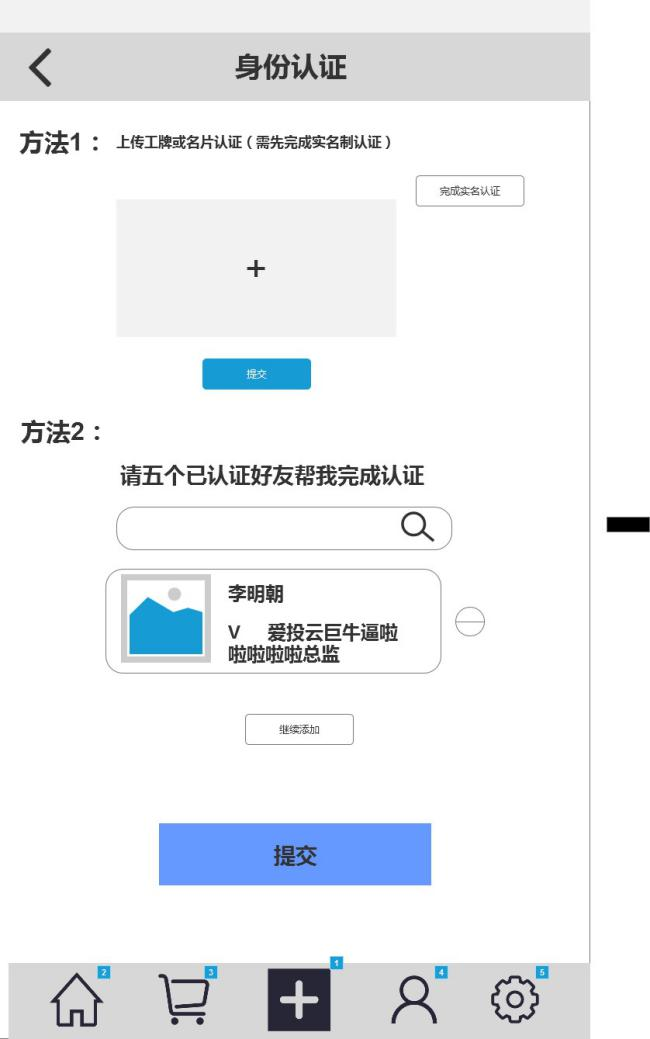 身份认证
方法1：
上传工牌或名片认证（需先完成实名制认证）
完成实名认证
+
提交
方法2：
请五个已认证好友帮我完成认证
李明朝
V 爱投云巨牛逼啦
啦啦啦啦总监
继续添加
提交
2
3
1
4
5